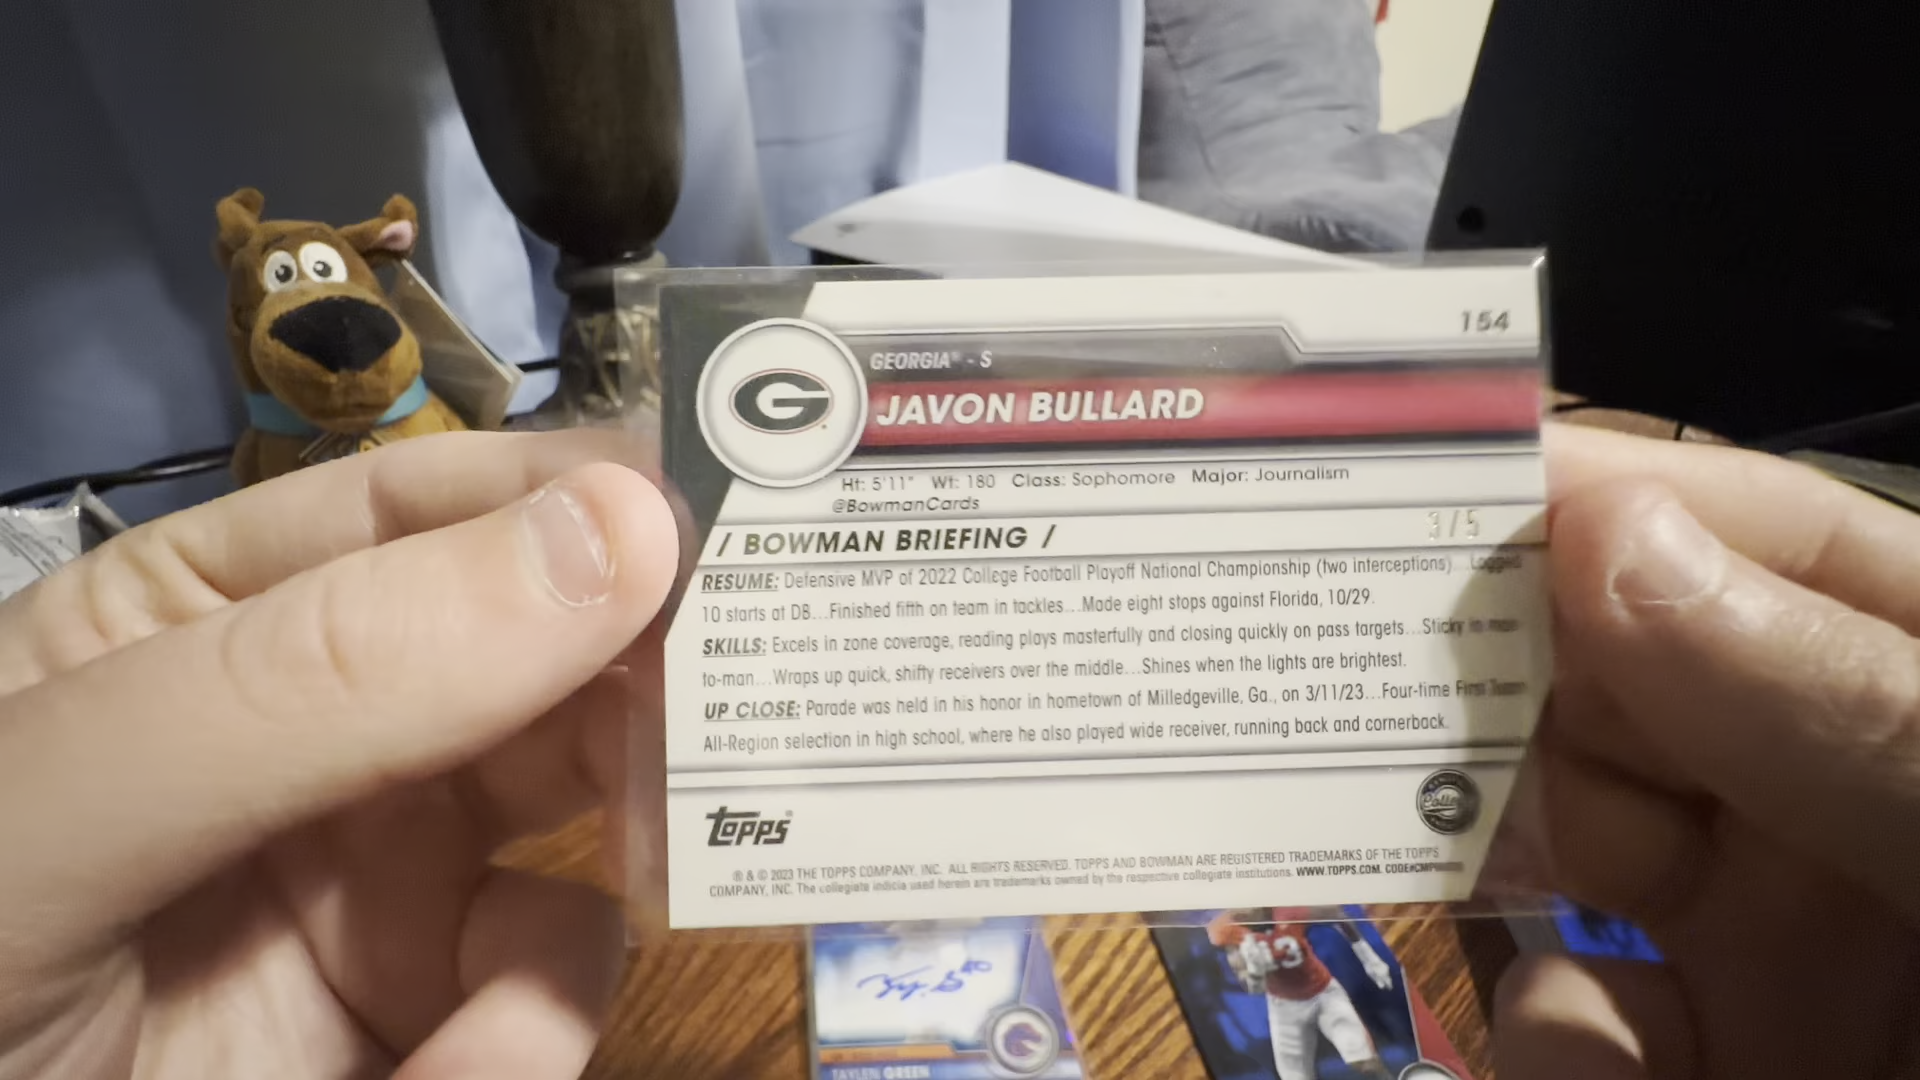 154
GEORGIA® - S
JAVON BULLARD
Ht: 5'11" Wt: 180 Class: Sophomore Major: Journalism
@BowmanCards
3/5
/ BOWMAN BRIEFING /
RESUME: Defensive MVP of 2022 College Football Playoff National Championship (two interceptions)...Logged
10 starts at DB...Finished fifth on team in tackles...Made eight stops against Florida, 10/29.
SKILLS: Excels in zone coverage, reading plays masterfully and closing quickly on pass targets...Sticky in man-
to-man...Wraps up quick, shifty receivers over the middle...Shines when the lights are brightest.
UP CLOSE: Parade was held in his honor in hometown of Milledgeville, Ga., on 3/11/23...Four-time First Team
All-Region selection in high school, where he also played wide receiver, running back and cornerback.
TOPPS®
® & © 2023 THE TOPPS COMPANY, INC. ALL RIGHTS RESERVED. TOPPS AND BOWMAN ARE REGISTERED TRADEMARKS OF THE TOPPS
COMPANY, INC. The collegiate indicia used herein are trademarks owned by the respective collegiate institutions. WWW.TOPPS.COM.
13
TAYLEN GREEN